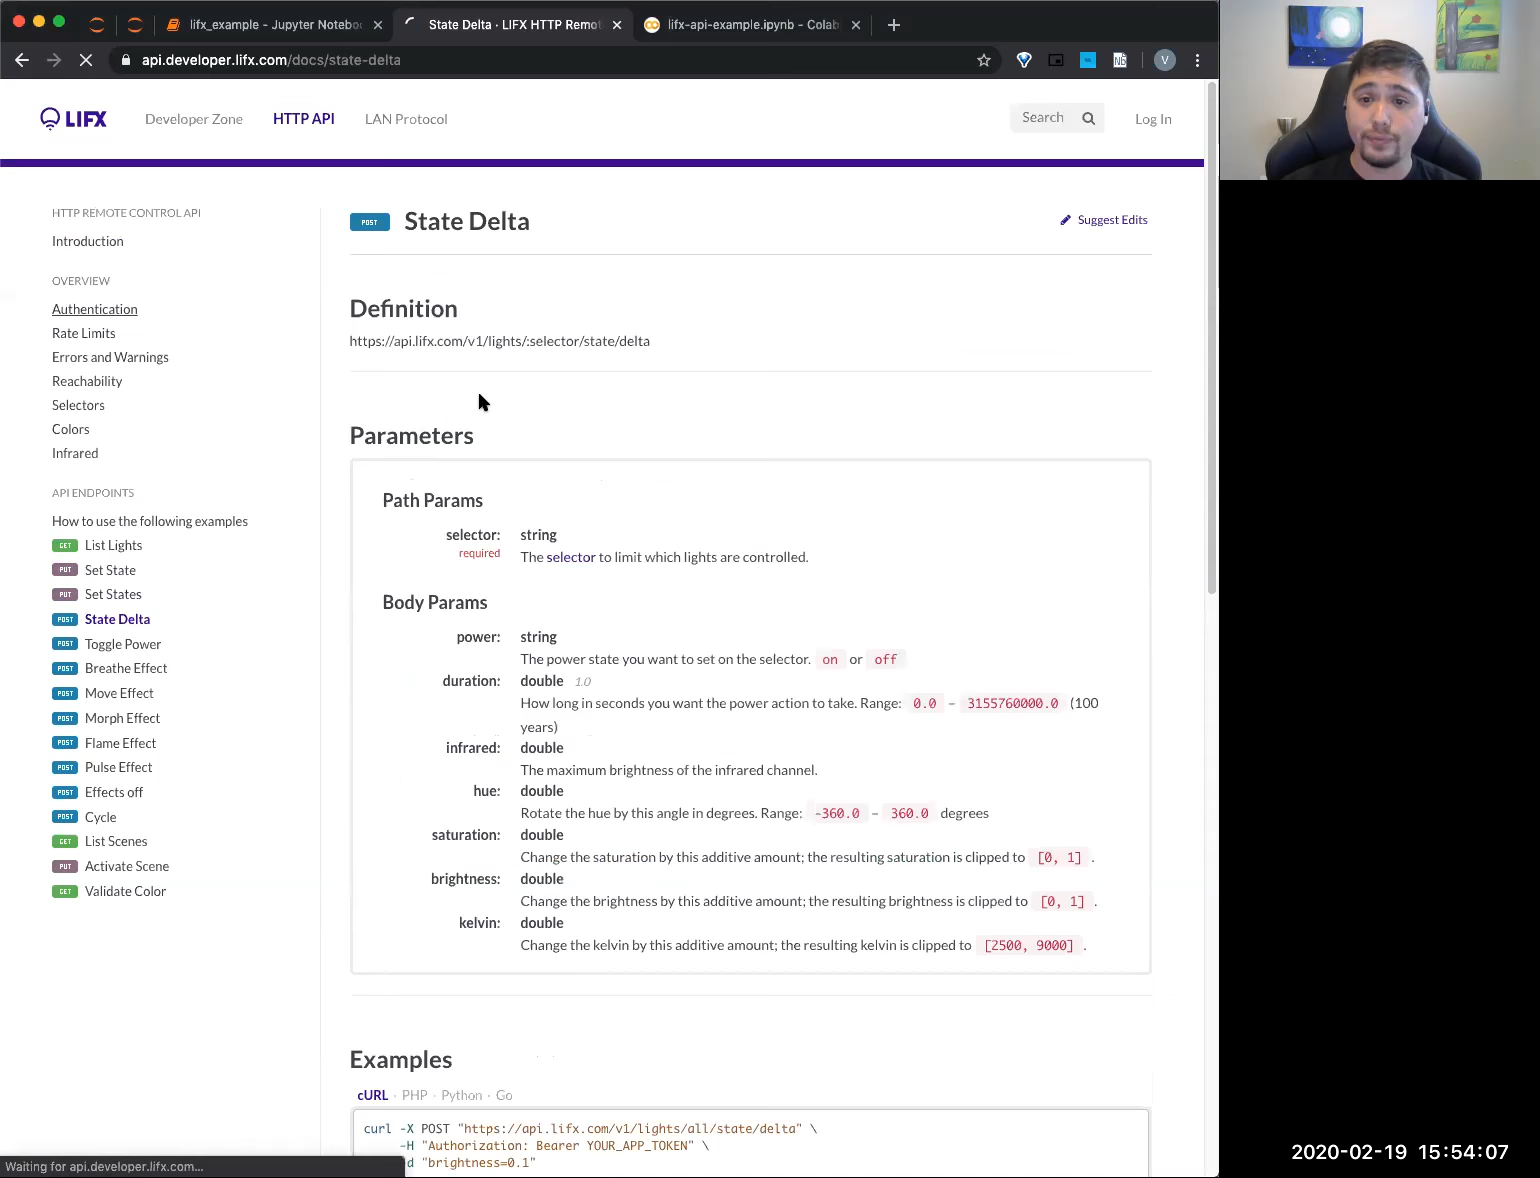 lifx_example - Jupyter Noteboo
State Delta · LIFX HTTP Remot
lifx-api-example.ipynb - Colab
api.developer.lifx.com/docs/state-delta
V
LIFX
Developer Zone
HTTP API
LAN Protocol
Search
Log In
HTTP REMOTE CONTROL API
Introduction
OVERVIEW
Authentication
Rate Limits
Errors and Warnings
Reachability
Selectors
Colors
Infrared
API ENDPOINTS
How to use the following examples
GET List Lights
PUT Set State
PUT Set States
POST State Delta
POST Toggle Power
POST Breathe Effect
POST Move Effect
POST Morph Effect
POST Flame Effect
POST Pulse Effect
POST Effects off
POST Cycle
GET List Scenes
PUT Activate Scene
GET Validate Color
POST State Delta
Suggest Edits
Definition
https://api.lifx.com/v1/lights/:selector/state/delta
Parameters
Path Params
selector: string
required
The selector to limit which lights are controlled.
Body Params
power: string
The power state you want to set on the selector. on or off
duration: double 1.0
How long in seconds you want the power action to take. Range: 0.0 – 3155760000.0 (100
years)
infrared: double
The maximum brightness of the infrared channel.
hue: double
Rotate the hue by this angle in degrees. Range: -360.0 – 360.0 degrees
saturation: double
Change the saturation by this additive amount; the resulting saturation is clipped to [0, 1] .
brightness: double
Change the brightness by this additive amount; the resulting brightness is clipped to [0, 1] .
kelvin: double
Change the kelvin by this additive amount; the resulting kelvin is clipped to [2500, 9000] .
Examples
cURL · PHP · Python · Go
curl -X POST "https://api.lifx.com/v1/lights/all/state/delta" \
-H "Authorization: Bearer YOUR_APP_TOKEN" \
d "brightness=0.1"
Waiting for api.developer.lifx.com...
2020-02-19 15:54:07